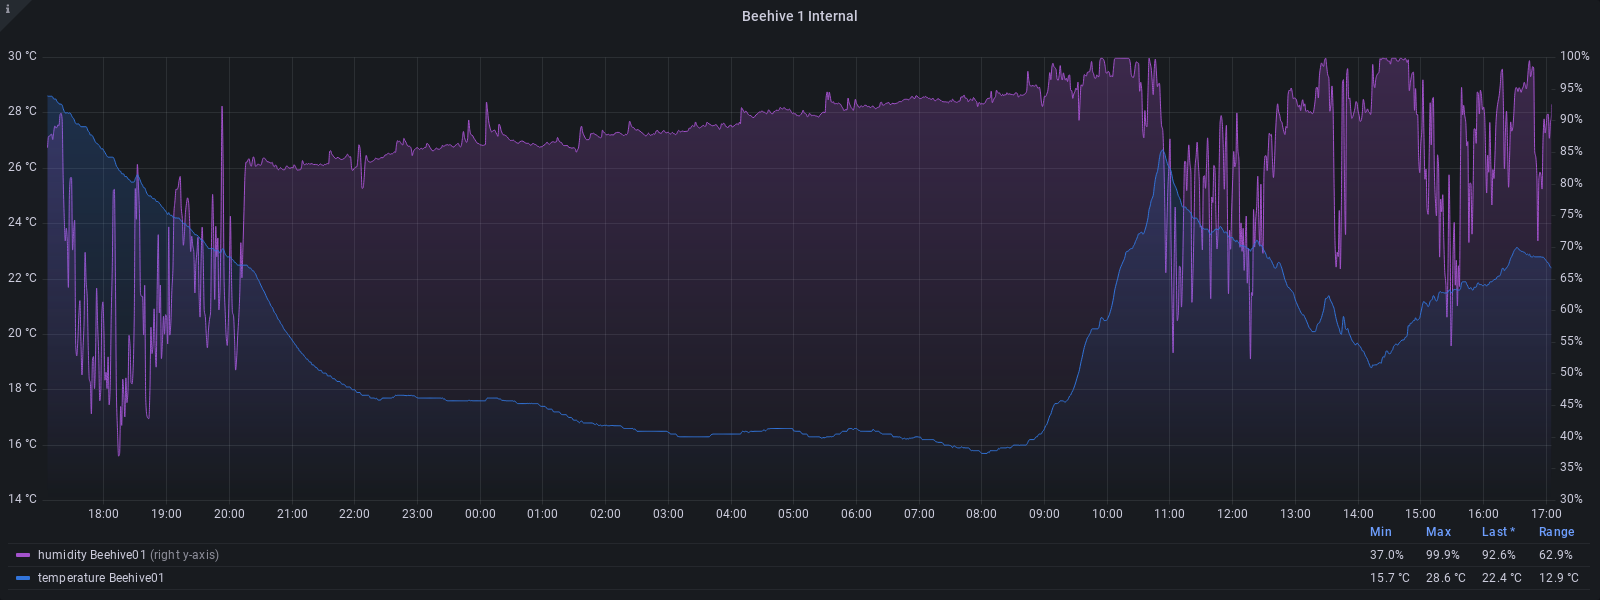 i
Beehive 1 Internal
30 °C 100%
95%
28 °C 90%
26 °C 85%
80%
24 °C 75%
70%
22 °C 65%
60%
20 °C 55%
50%
18 °C 45%
16 °C 40%
35%
14 °C 30%
18:00 19:00 20:00 21:00 22:00 23:00 00:00 01:00 02:00 03:00 04:00 05:00 06:00 07:00 08:00 09:00 10:00 11:00 12:00 13:00 14:00 15:00 16:00 17:00
Min Max Last * Range
humidity Beehive01 (right y-axis) 37.0% 99.9% 92.6% 62.9%
temperature Beehive01 15.7 °C 28.6 °C 22.4 °C 12.9 °C